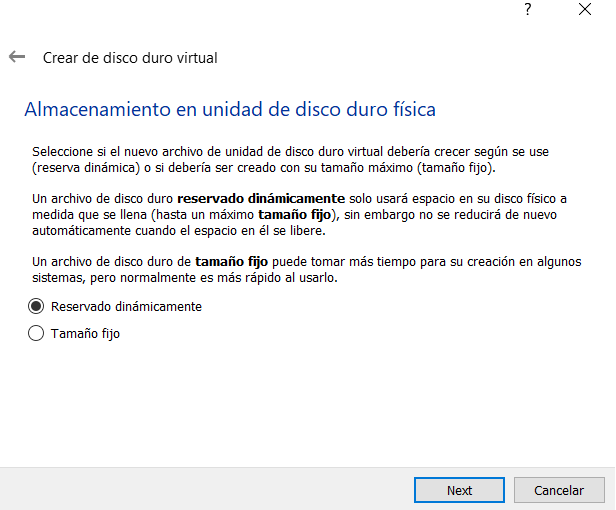 ?
Crear de disco duro virtual
Almacenamiento en unidad de disco duro física
Seleccione si el nuevo archivo de unidad de disco duro virtual debería crecer según se use
(reserva dinámica) o si debería ser creado con su tamaño máximo (tamaño fijo).
Un archivo de disco duro reservado dinámicamente solo usará espacio en su disco físico a
medida que se llena (hasta un máximo tamaño fijo), sin embargo no se reducirá de nuevo
automáticamente cuando el espacio en él se libere.
Un archivo de disco duro de tamaño fijo puede tomar más tiempo para su creación en algunos
sistemas, pero normalmente es más rápido al usarlo.
Reservado dinámicamente
Tamaño fijo
Next
Cancelar